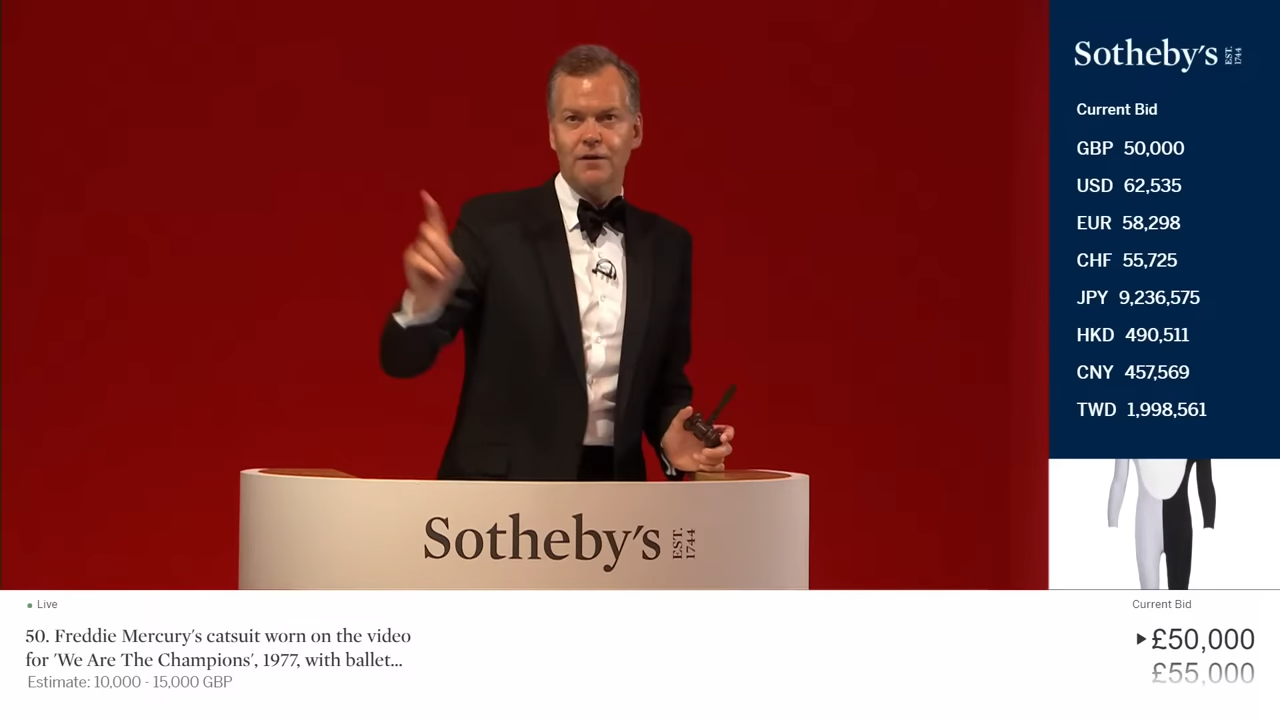 Sotheby's EST. 1744
Current Bid
GBP 50,000
USD 62,535
EUR 58,298
CHF 55,725
JPY 9,236,575
HKD 490,511
CNY 457,569
TWD 1,998,561
Sotheby's EST. 1744
Live
50. Freddie Mercury's catsuit worn on the video
for 'We Are The Champions', 1977, with ballet...
Estimate: 10,000 - 15,000 GBP
Current Bid
£50,000
£55,000